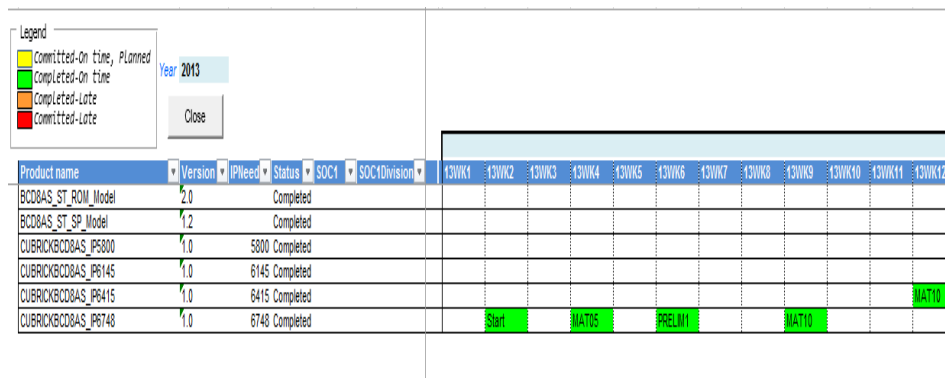 Legend
Committed-On time, Planned
Completed-On time
Completed-Late
Committed-Late
Year 2013
Close
Product name Version IPNeed Status SOC1 SOC1Division 13WK1 13WK2 13WK3 13WK4 13WK5 13WK6 13WK7 13WK8 13WK9 13WK10 13WK11 13WK12
BCD8AS_ST_ROM_Model 2.0 Completed
BCD8AS_ST_SP_Model 1.2 Completed
CUBRICKBCD8AS_IP5800 1.0 5800 Completed
CUBRICKBCD8AS_IP6145 1.0 6145 Completed
CUBRICKBCD8AS_IP6415 1.0 6415 Completed MAT10
CUBRICKBCD8AS_IP6748 1.0 6748 Completed Start MAT05 PRELIM1 MAT10